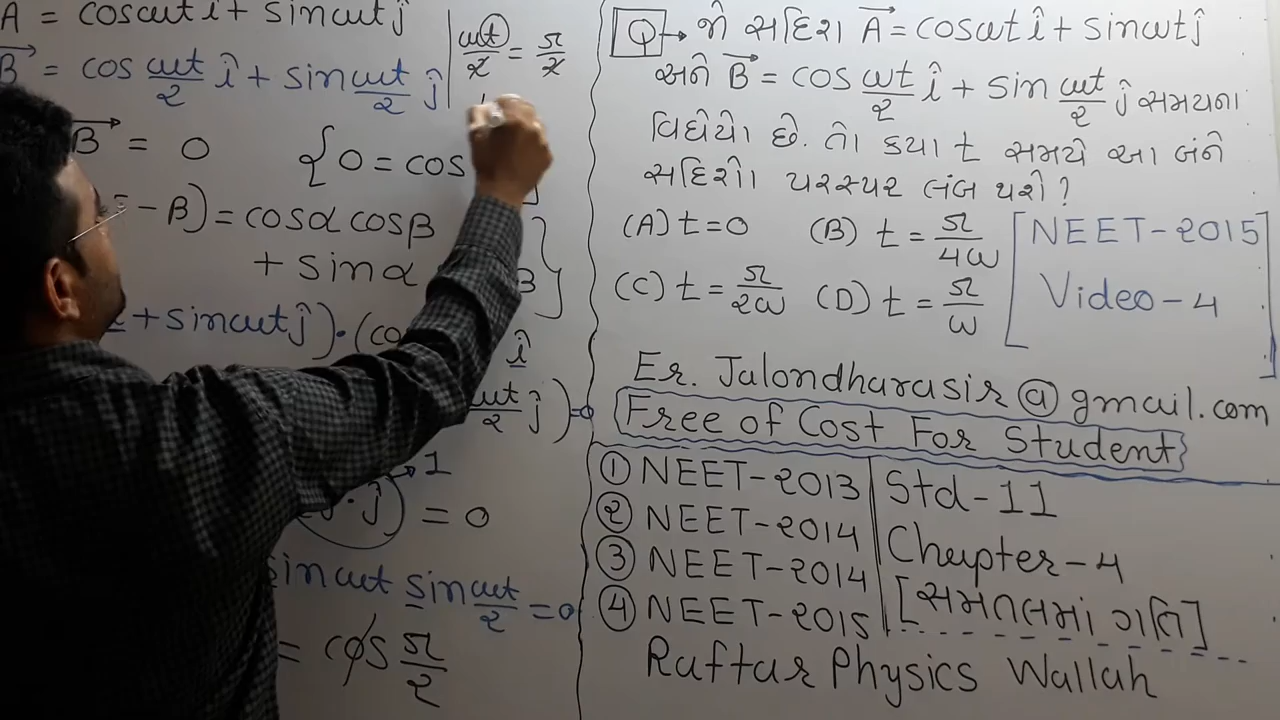 A = cosωt i + sinωt ĵ
B = cos ωt/2 î + sin ωt/2 ĵ
ωt/2 = π/2
B = 0 {0 = cos
- β) = cosα cosβ
+ sinα β
+ sinωt ĵ)·(co
î
ωt/2 ĵ) = 0
1
ĵ) = 0
sinωt sin ωt/2 = 0
= cos π/2
Q → જો સદિશ A = cosωt î + sinωt ĵ
અને B = cos ωt/2 î + sin ωt/2 ĵ સમયના
વિધેયો છે. તો કયા t સમયે આ બંને
સદિશો પરસ્પર લંબ થશે?
(A) t = 0 (B) t = π/4ω
(C) t = π/2ω (D) t = π/ω
[NEET-2015
Video-4]
Er. Jalondharasir@gmail.com
Free of Cost For Student
① NEET-2013
② NEET-2014
③ NEET-2014
④ NEET-2015
Std-11
Chapter-4
[સમતલમાં ગતિ]
Raftar Physics Wallah